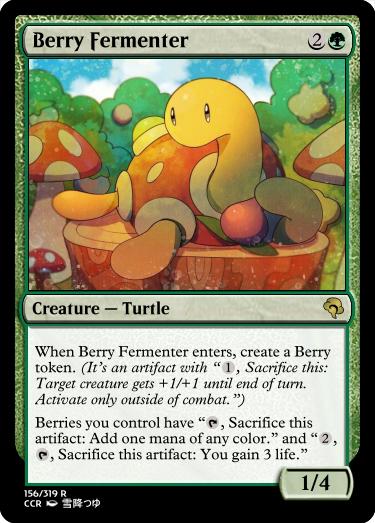 Berry Fermenter 2
Creature — Turtle
When Berry Fermenter enters, create a Berry
token. (It's an artifact with “1, Sacrifice this:
Target creature gets +1/+1 until end of turn.
Activate only outside of combat.”)
Berries you control have “, Sacrifice this
artifact: Add one mana of any color.” and “2,
, Sacrifice this artifact: You gain 3 life.”
1/4
156/319 R
CCR 雪降つゆ